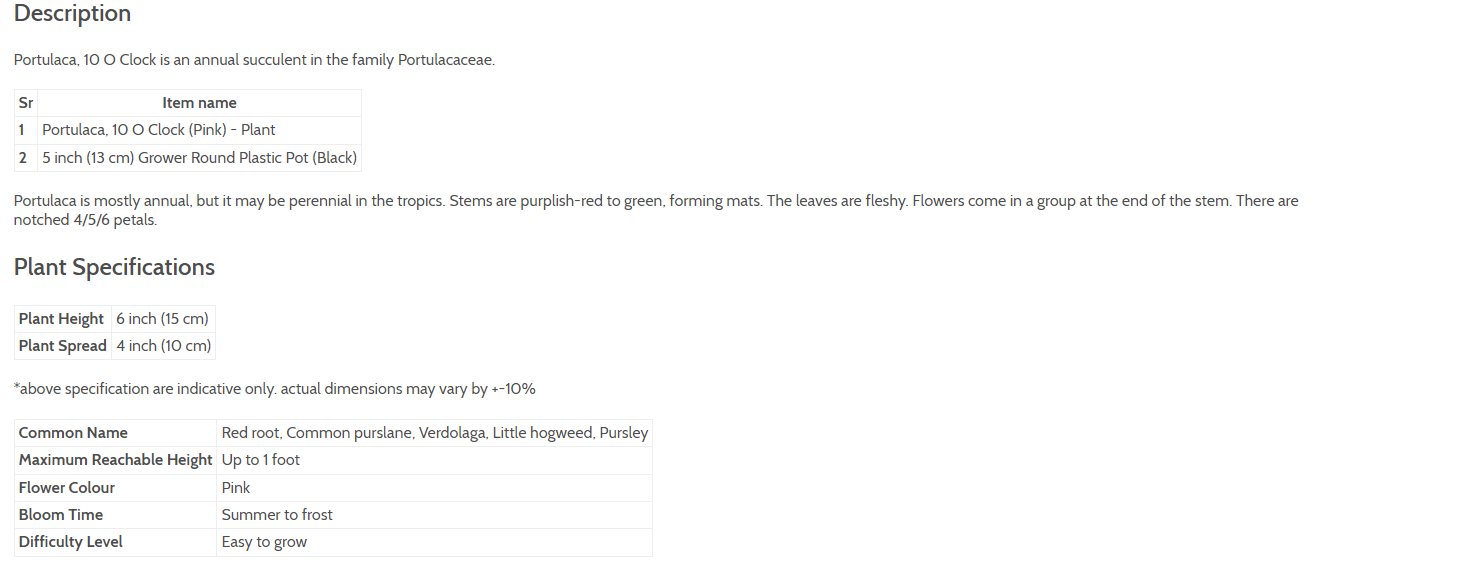 Description
Portulaca, 10 O Clock is an annual succulent in the family Portulacaceae.
Sr Item name
1 Portulaca, 10 O Clock (Pink) - Plant
2 5 inch (13 cm) Grower Round Plastic Pot (Black)
Portulaca is mostly annual, but it may be perennial in the tropics. Stems are purplish-red to green, forming mats. The leaves are fleshy. Flowers come in a group at the end of the stem. There are
notched 4/5/6 petals.
Plant Specifications
Plant Height 6 inch (15 cm)
Plant Spread 4 inch (10 cm)
*above specification are indicative only. actual dimensions may vary by +-10%
Common Name Red root, Common purslane, Verdolaga, Little hogweed, Pursley
Maximum Reachable Height Up to 1 foot
Flower Colour Pink
Bloom Time Summer to frost
Difficulty Level Easy to grow